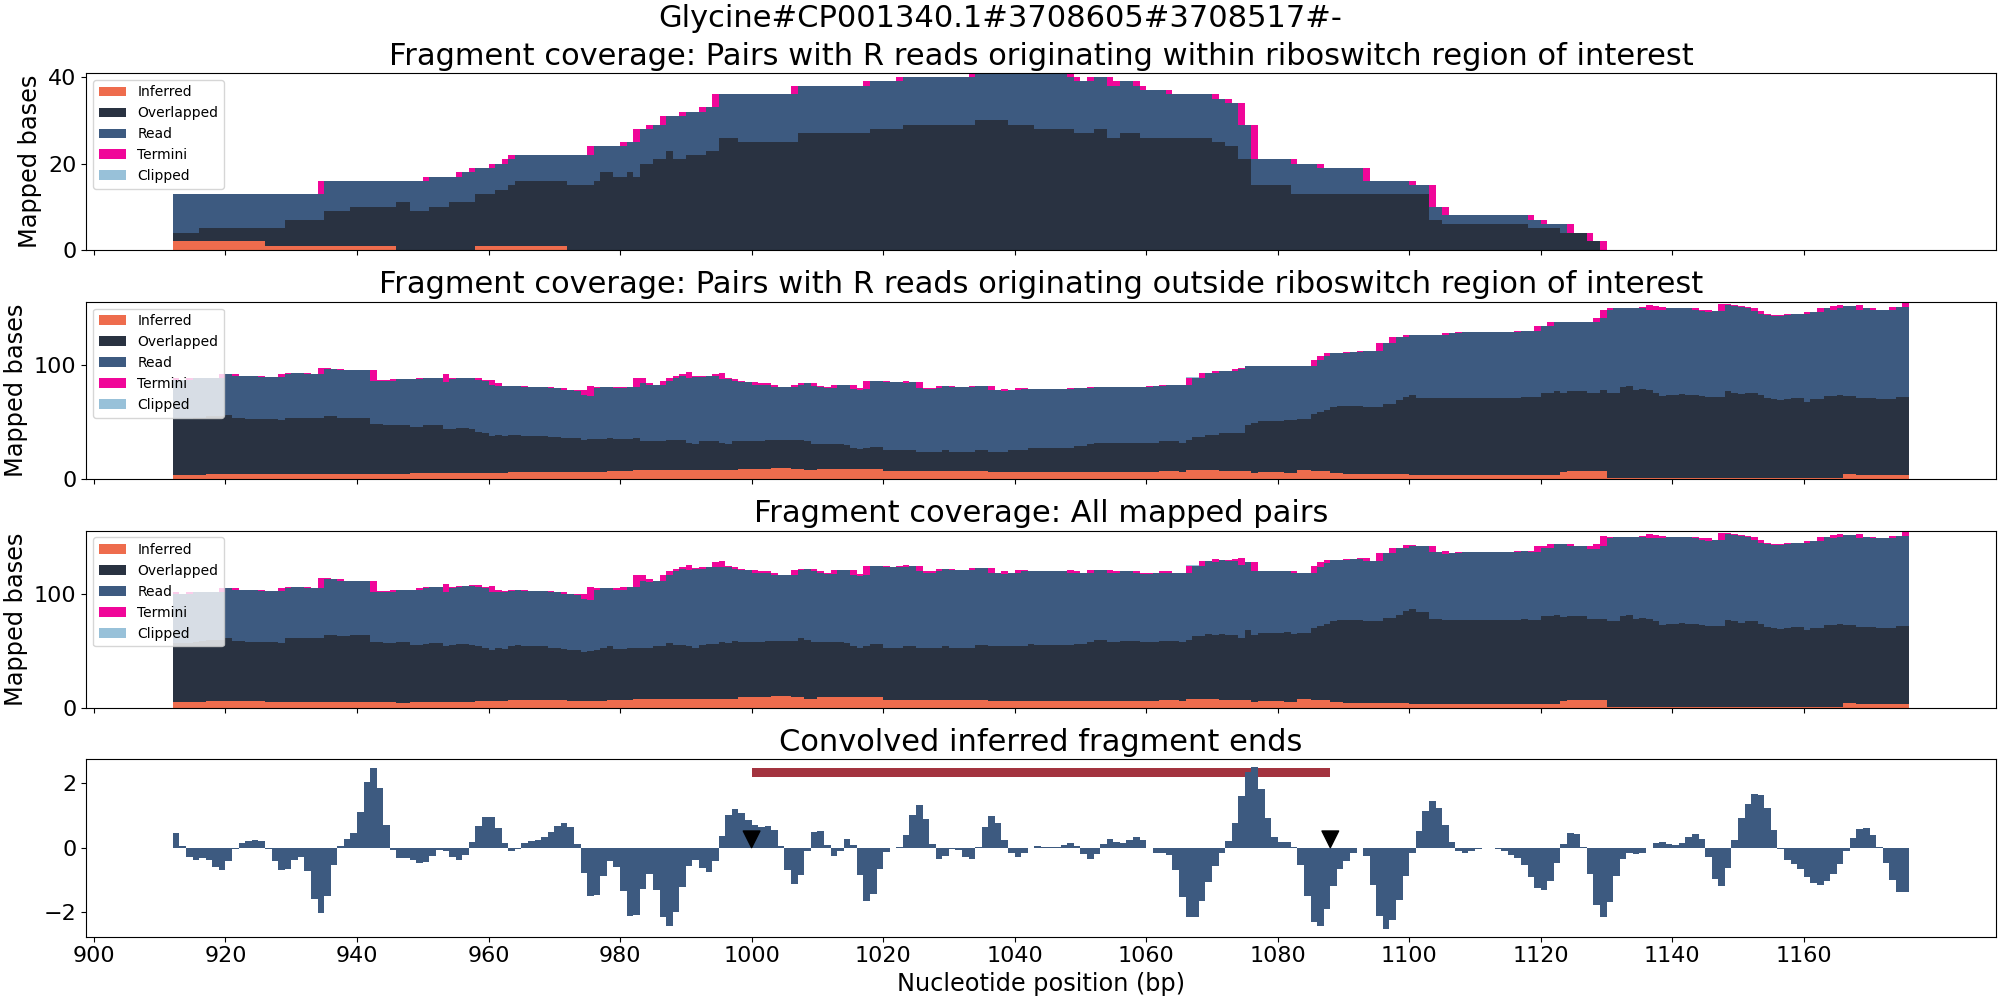 Glycine#CP001340.1#3708605#3708517#-
Fragment coverage: Pairs with R reads originating within riboswitch region of interest
Mapped bases
40
20
0
Inferred
Overlapped
Read
Termini
Clipped
Fragment coverage: Pairs with R reads originating outside riboswitch region of interest
Mapped bases
100
0
Inferred
Overlapped
Read
Termini
Clipped
Fragment coverage: All mapped pairs
Mapped bases
100
0
Inferred
Overlapped
Read
Termini
Clipped
Convolved inferred fragment ends
2
0
−2
900 920 940 960 980 1000 1020 1040 1060 1080 1100 1120 1140 1160
Nucleotide position (bp)